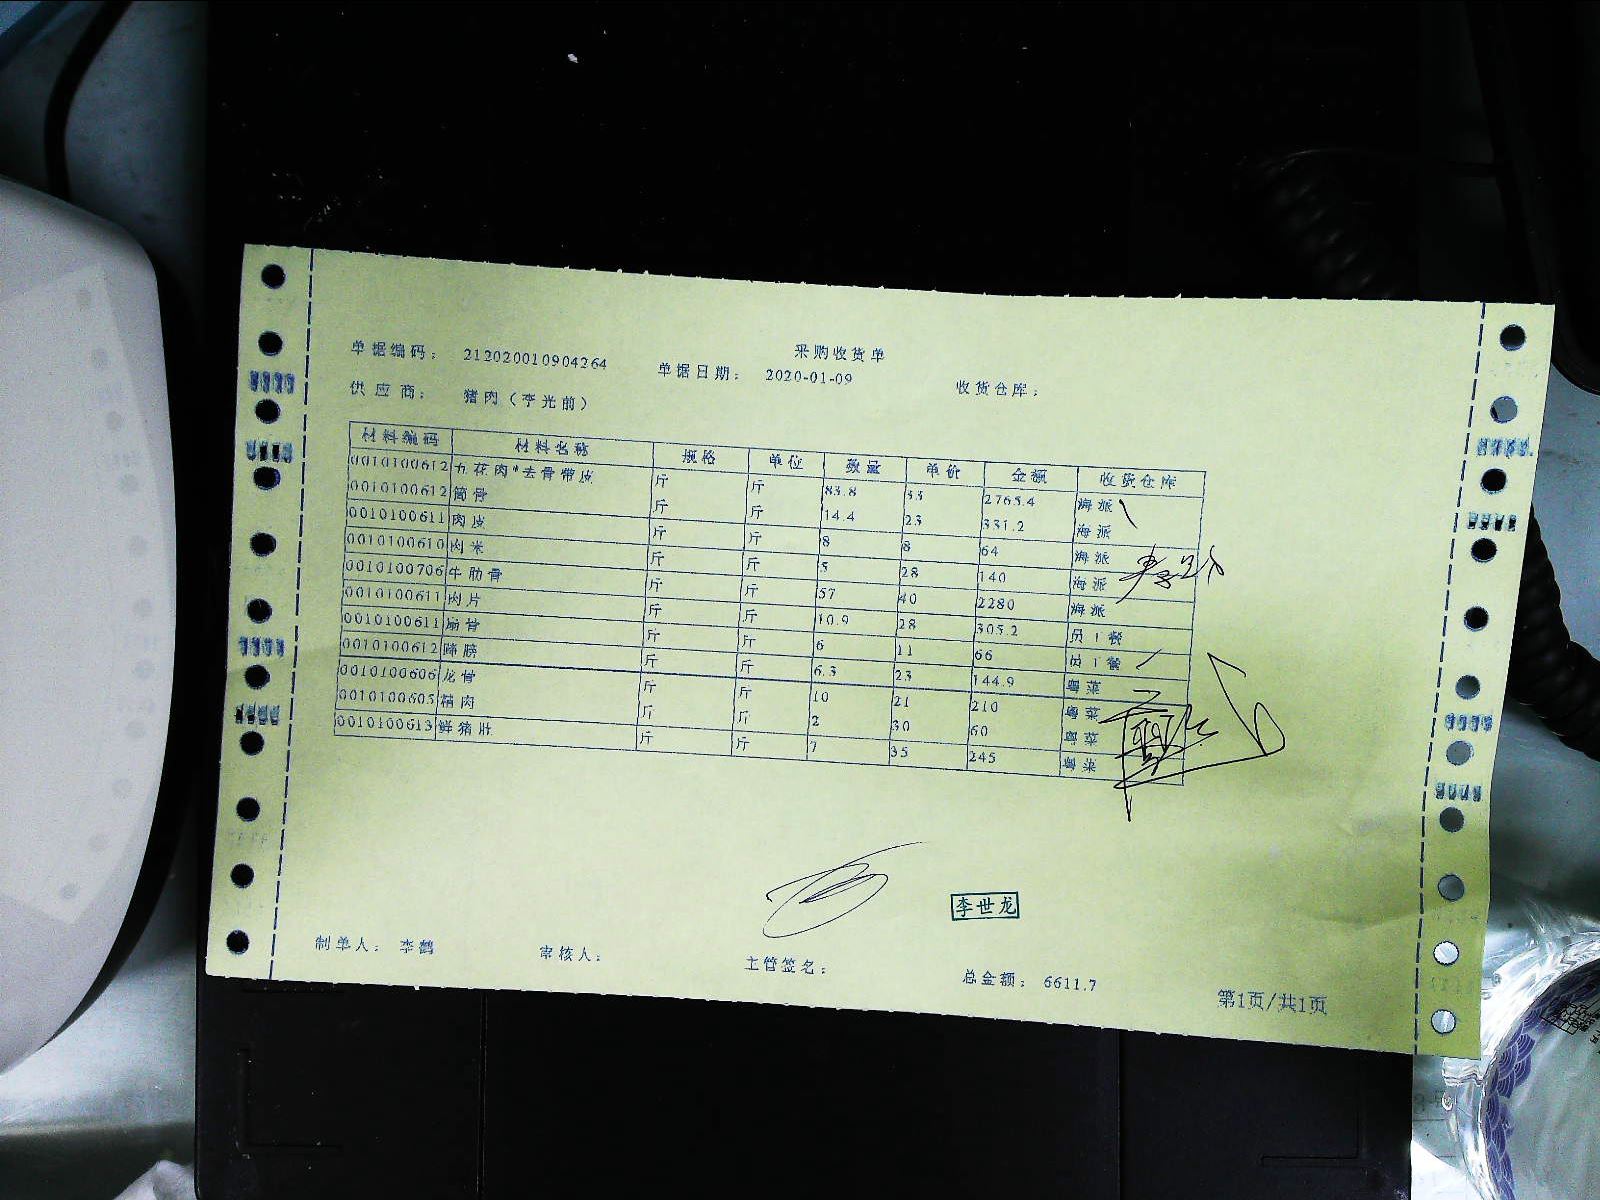 采购收货单
单据编码： 212020010904264 单据日期： 2020-01-09 收货仓库：
供应商： 猪肉（李光前）
材料编码 材料名称 规格 单位 数量 单价 金额 收货仓库
0010100612 五花肉*去骨带皮 斤 斤 83.8 33 2765.4 海派
0010100612 筒骨 斤 斤 14.4 23 331.2 海派
0010100611 肉皮 斤 斤 8 8 64 海派
0010100610 肉米 斤 斤 5 28 140 海派
0010100706 牛肋骨 斤 斤 57 40 2280 海派
0010100611 肉片 斤 斤 10.9 28 305.2 员工餐
0010100611 扇骨 斤 斤 6 11 66 员工餐
0010100612 蹄膀 斤 斤 6.3 23 144.9 粤菜
0010100606 龙骨 斤 斤 10 21 210 粤菜
0010100605 精肉 斤 斤 2 30 60 粤菜
0010100613 鲜猪肚 斤 斤 7 35 245 粤菜
李世龙
制单人： 李鹤 审核人： 主管签名： 总金额： 6611.7
第1页/共1页